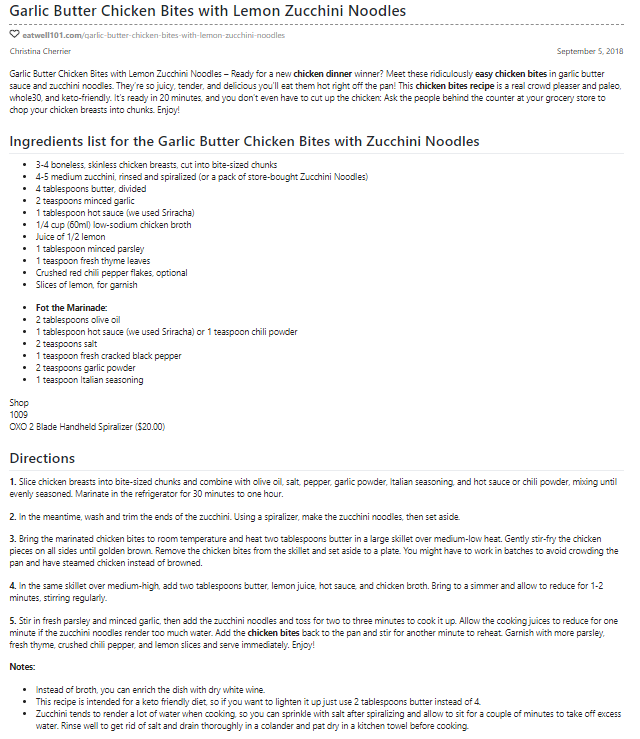 Garlic Butter Chicken Bites with Lemon Zucchini Noodles
eatwell101.com/garlic-butter-chicken-bites-with-lemon-zucchini-noodles
Christina Cherrier September 5, 2018
Garlic Butter Chicken Bites with Lemon Zucchini Noodles – Ready for a new chicken dinner winner? Meet these ridiculously easy chicken bites in garlic butter
sauce and zucchini noodles. They're so juicy, tender, and delicious you'll eat them hot right off the pan! This chicken bites recipe is a real crowd pleaser and paleo,
whole30, and keto-friendly. It's ready in 20 minutes, and you don't even have to cut up the chicken: Ask the people behind the counter at your grocery store to
chop your chicken breasts into chunks. Enjoy!
Ingredients list for the Garlic Butter Chicken Bites with Zucchini Noodles
• 3-4 boneless, skinless chicken breasts, cut into bite-sized chunks
• 4-5 medium zucchini, rinsed and spiralized (or a pack of store-bought Zucchini Noodles)
• 4 tablespoons butter, divided
• 2 teaspoons minced garlic
• 1 tablespoon hot sauce (we used Sriracha)
• 1/4 cup (60ml) low-sodium chicken broth
• Juice of 1/2 lemon
• 1 tablespoon minced parsley
• 1 teaspoon fresh thyme leaves
• Crushed red chili pepper flakes, optional
• Slices of lemon, for garnish
• Fot the Marinade:
• 2 tablespoons olive oil
• 1 tablespoon hot sauce (we used Sriracha) or 1 teaspoon chili powder
• 2 teaspoons salt
• 1 teaspoon fresh cracked black pepper
• 2 teaspoons garlic powder
• 1 teaspoon Italian seasoning
Shop
1009
OXO 2 Blade Handheld Spiralizer ($20.00)
Directions
1. Slice chicken breasts into bite-sized chunks and combine with olive oil, salt, pepper, garlic powder, Italian seasoning, and hot sauce or chili powder, mixing until
evenly seasoned. Marinate in the refrigerator for 30 minutes to one hour.
2. In the meantime, wash and trim the ends of the zucchini. Using a spiralizer, make the zucchini noodles, then set aside.
3. Bring the marinated chicken bites to room temperature and heat two tablespoons butter in a large skillet over medium-low heat. Gently stir-fry the chicken
pieces on all sides until golden brown. Remove the chicken bites from the skillet and set aside to a plate. You might have to work in batches to avoid crowding the
pan and have steamed chicken instead of browned.
4. In the same skillet over medium-high, add two tablespoons butter, lemon juice, hot sauce, and chicken broth. Bring to a simmer and allow to reduce for 1-2
minutes, stirring regularly.
5. Stir in fresh parsley and minced garlic, then add the zucchini noodles and toss for two to three minutes to cook it up. Allow the cooking juices to reduce for one
minute if the zucchini noodles render too much water. Add the chicken bites back to the pan and stir for another minute to reheat. Garnish with more parsley,
fresh thyme, crushed chili pepper, and lemon slices and serve immediately. Enjoy!
Notes:
• Instead of broth, you can enrich the dish with dry white wine.
• This recipe is intended for a keto friendly diet, so if you want to lighten it up just use 2 tablespoons butter instead of 4.
• Zucchini tends to render a lot of water when cooking, so you can sprinkle with salt after spiralizing and allow to sit for a couple of minutes to take off excess
water. Rinse well to get rid of salt and drain thoroughly in a colander and pat dry in a kitchen towel before cooking.